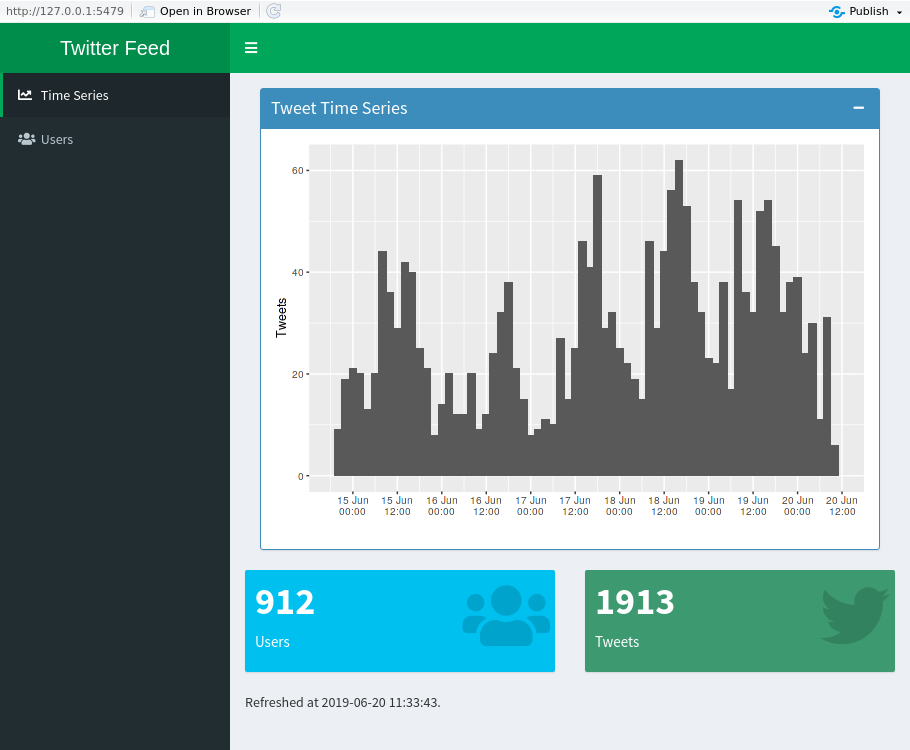 http://127.0.0.1:5479 Open in Browser Publish
Twitter Feed
Time Series
Users
Tweet Time Series
Tweets
60
40
20
0
15 Jun 15 Jun 16 Jun 16 Jun 17 Jun 17 Jun 18 Jun 18 Jun 19 Jun 19 Jun 20 Jun 20 Jun
00:00 12:00 00:00 12:00 00:00 12:00 00:00 12:00 00:00 12:00 00:00 12:00
912
Users
1913
Tweets
Refreshed at 2019-06-20 11:33:43.